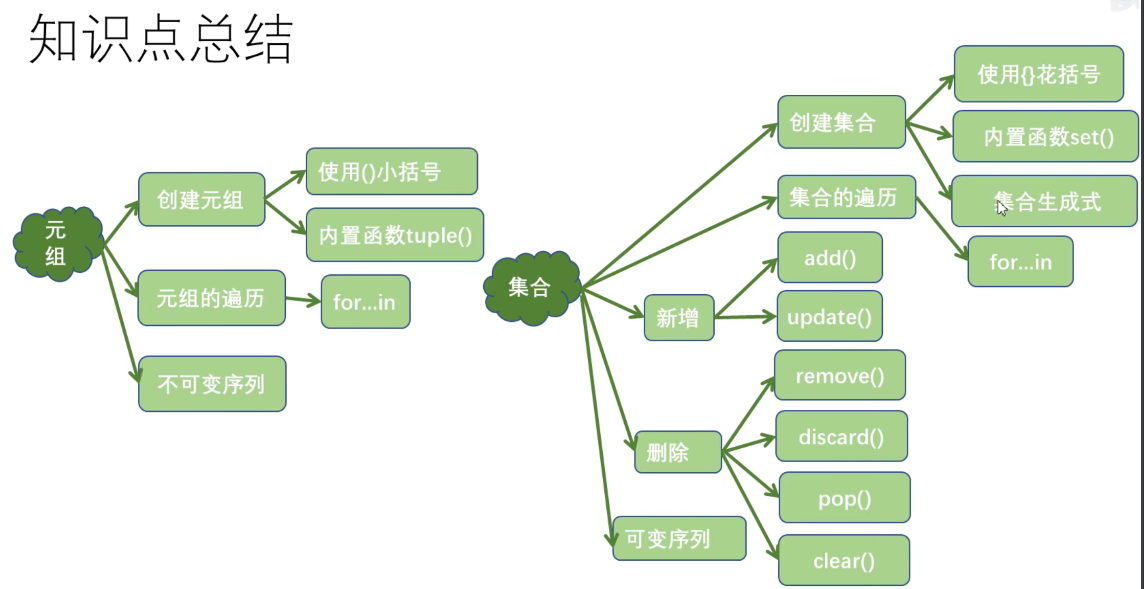 知识点总结
元
组
创建元组
使用()小括号
内置函数tuple()
元组的遍历
for...in
不可变序列
集合
创建集合
使用{}花括号
内置函数set()
集合生成式
集合的遍历
for...in
新增
add()
update()
删除
remove()
discard()
pop()
clear()
可变序列